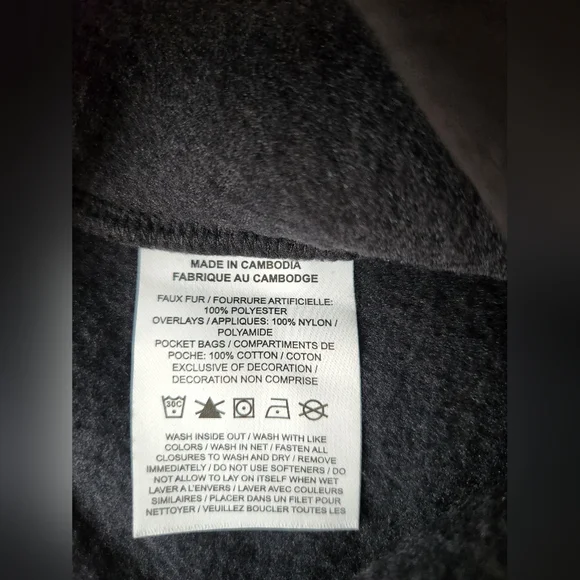 MADE IN CAMBODIA
FABRIQUE AU CAMBODGE
FAUX FUR / FOURRURE ARTIFICIELLE:
100% POLYESTER
OVERLAYS / APPLIQUES: 100% NYLON /
POLYAMIDE
POCKET BAGS / COMPARTIMENTS DE
POCHE: 100% COTTON / COTON
EXCLUSIVE OF DECORATION /
DECORATION NON COMPRISE
30C
WASH INSIDE OUT / WASH WITH LIKE
COLORS / WASH IN NET / FASTEN ALL
CLOSURES TO WASH AND DRY / REMOVE
IMMEDIATELY / DO NOT USE SOFTENERS / DO
NOT ALLOW TO LAY ON ITSELF WHEN WET
LAVER A L'ENVERS / LAVER AVEC COULEURS
SIMILAIRES / PLACER DANS UN FILET POUR
NETTOYER / VEUILLEZ BOUCLER TOUTES LES